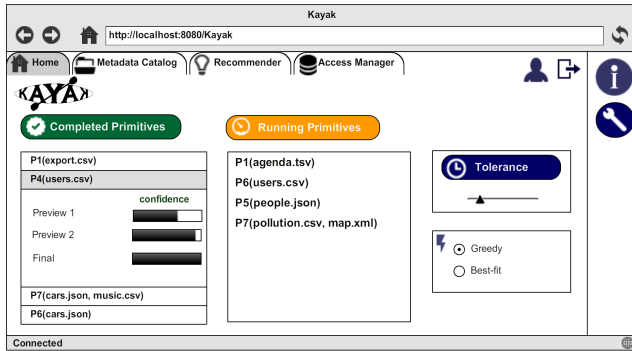 Kayak
http://localhost:8080/Kayak
Home
Metadata Catalog
Recommender
Access Manager
KAYAK
Completed Primitives
Running Primitives
P1(export.csv)
P4(users.csv)
confidence
Preview 1
Preview 2
Final
P7(cars.json, music.csv)
P6(cars.json)
P1(agenda.tsv)
P6(users.csv)
P5(people.json)
P7(pollution.csv, map.xml)
Tolerance
Greedy
Best-fit
i
Connected